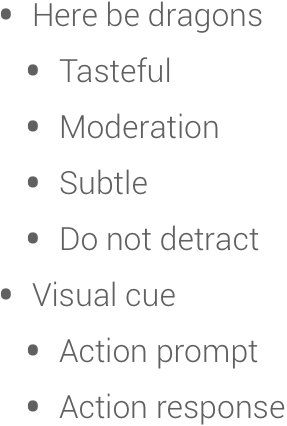 • Here be dragons
• Tasteful
• Moderation
• Subtle
• Do not detract
• Visual cue
• Action prompt
• Action response